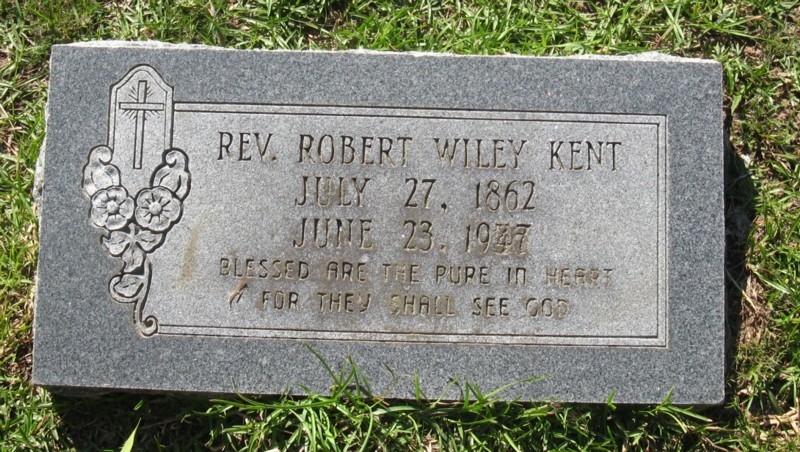 REV. ROBERT WILEY KENT
JULY 27, 1862
JUNE 23, 1937
BLESSED ARE THE PURE IN HEART
FOR THEY SHALL SEE GOD